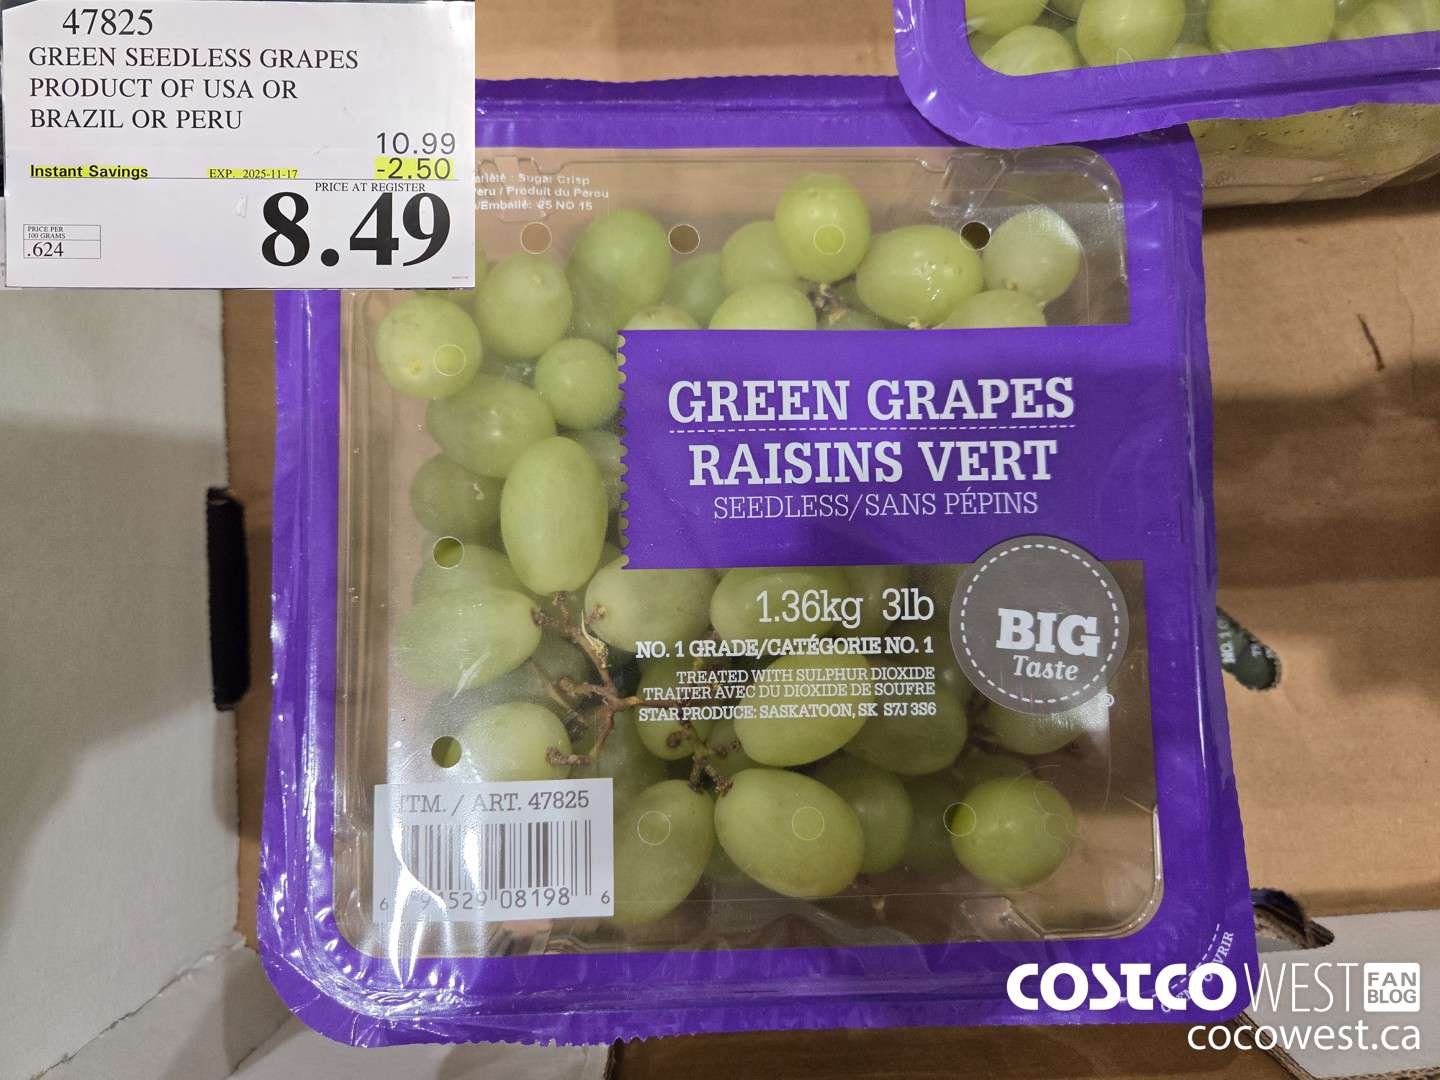 47825
GREEN SEEDLESS GRAPES
PRODUCT OF USA OR
BRAZIL OR PERU
10.99
Instant Savings EXP. 2025-11-17 -2.50
PRICE AT REGISTER
8.49
PRICE PER
100 GRAMS
.624
: Sugar Crisp
/ Produit du Perou
/Emballé: 25 NO 15
GREEN GRAPES
RAISINS VERT
SEEDLESS/SANS PÉPINS
1.36kg 3lb
NO. 1 GRADE/CATÉGORIE NO. 1
TREATED WITH SULPHUR DIOXIDE
TRAITER AVEC DU DIOXIDE DE SOUFRE
STAR PRODUCE: SASKATOON, SK S7J 3S6
BIG
Taste
®
ITM. / ART. 47825
08198 6
COSTCO WEST FAN BLOG
cocowest.ca